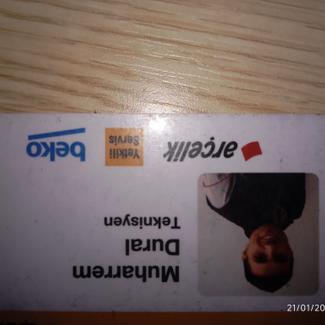 arçelik
Yetkili
Servis
beko
Muharrem
Dural
Teknisyen
21/01/20